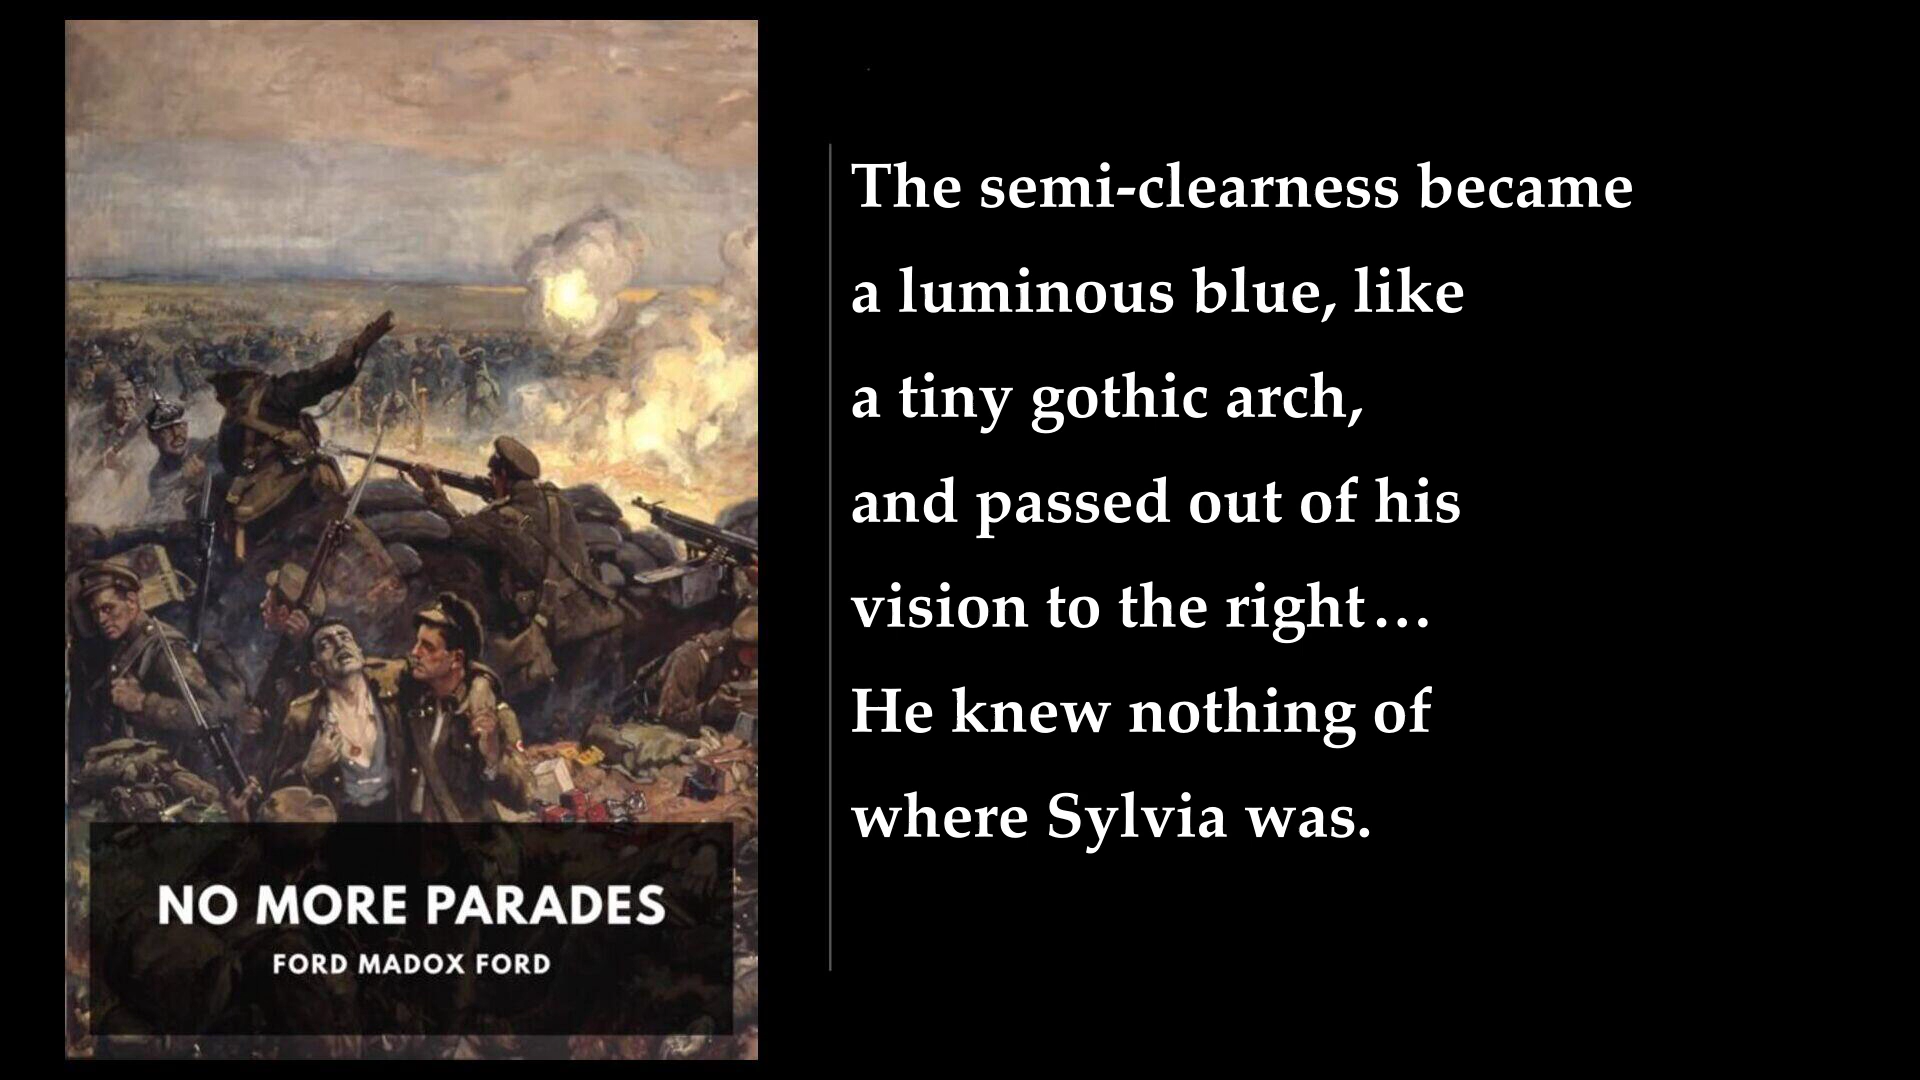 The semi-clearness became
a luminous blue, like
a tiny gothic arch,
and passed out of his
vision to the right…
He knew nothing of
where Sylvia was.
NO MORE PARADES
FORD MADOX FORD